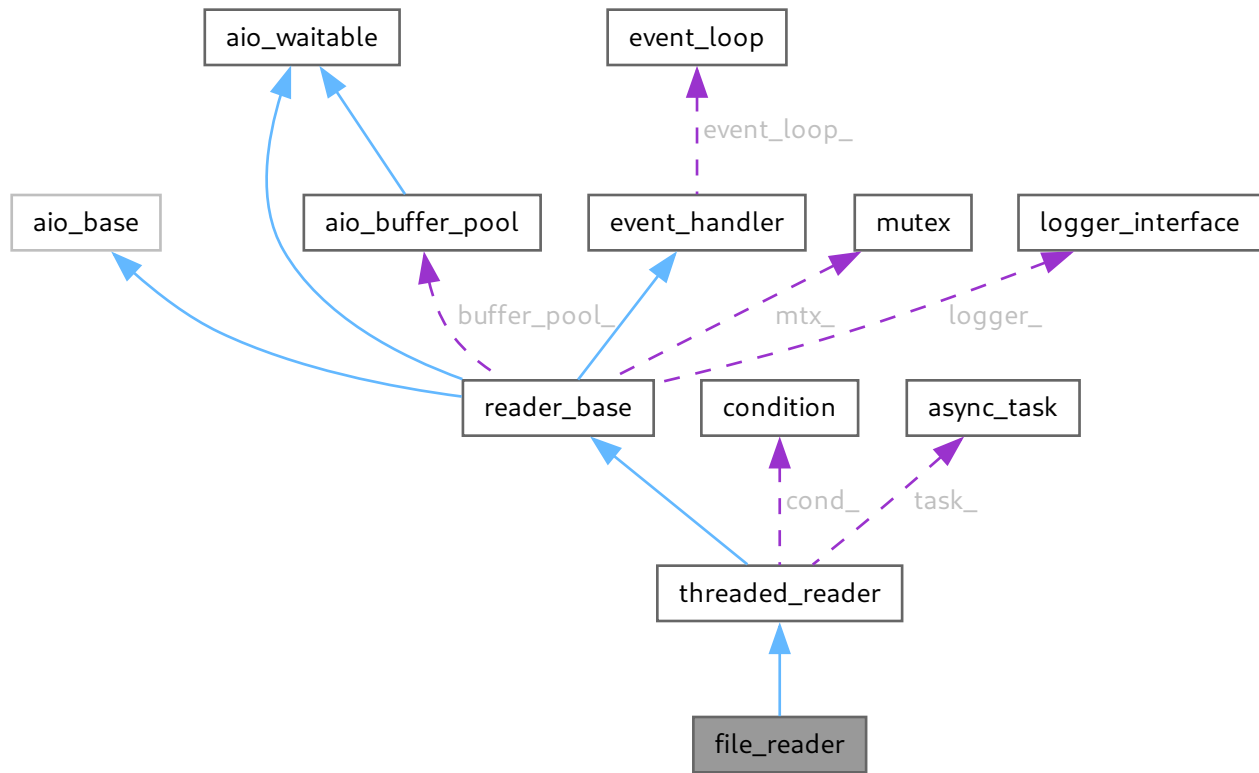 aio_waitable
event_loop
event_loop_
aio_base
aio_buffer_pool
event_handler
mutex
logger_interface
buffer_pool_
mtx_
logger_
reader_base
condition
async_task
cond_
task_
threaded_reader
file_reader